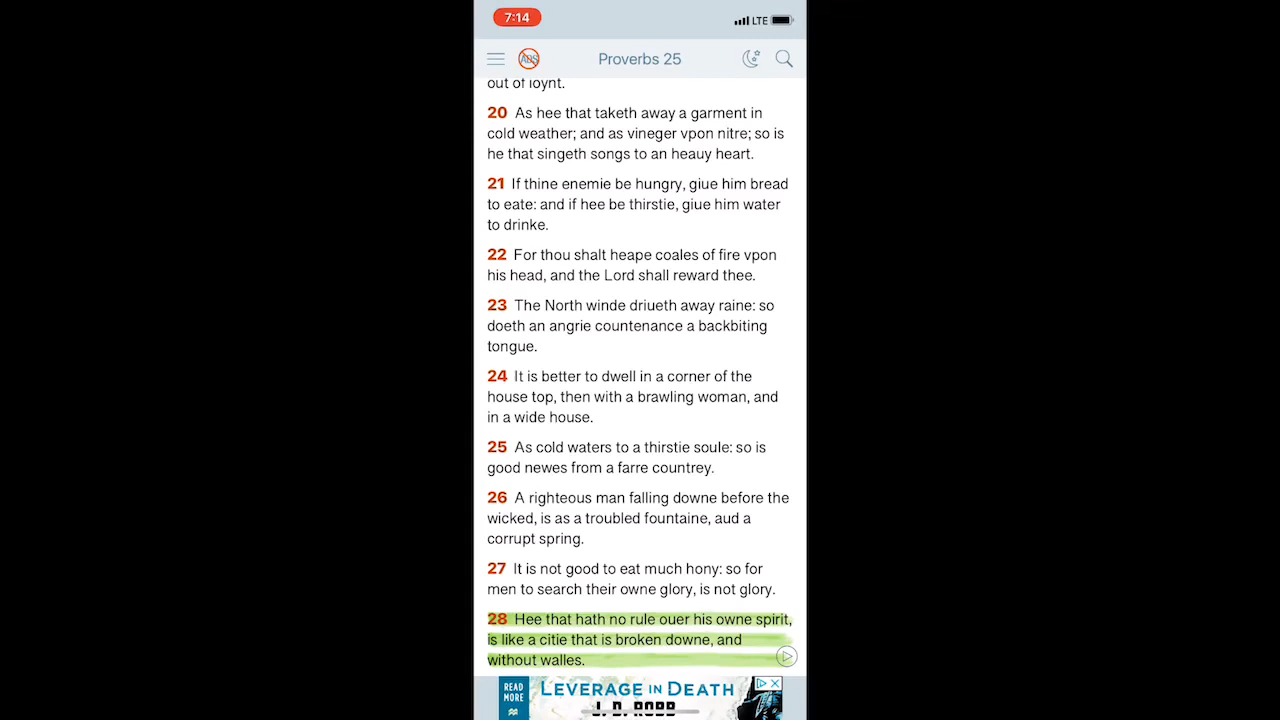 7:14
LTE
ADS
Proverbs 25
out of ioynt.
20 As hee that taketh away a garment in
cold weather; and as vineger vpon nitre; so is
he that singeth songs to an heauy heart.
21 If thine enemie be hungry, giue him bread
to eate: and if hee be thirstie, giue him water
to drinke.
22 For thou shalt heape coales of fire vpon
his head, and the Lord shall reward thee.
23 The North winde driueth away raine: so
doeth an angrie countenance a backbiting
tongue.
24 It is better to dwell in a corner of the
house top, then with a brawling woman, and
in a wide house.
25 As cold waters to a thirstie soule: so is
good newes from a farre countrey.
26 A righteous man falling downe before the
wicked, is as a troubled fountaine, aud a
corrupt spring.
27 It is not good to eat much hony: so for
men to search their owne glory, is not glory.
28 Hee that hath no rule ouer his owne spirit,
is like a citie that is broken downe, and
without walles.
READ
MORE
LEVERAGE IN DEATH
J. D. ROBB